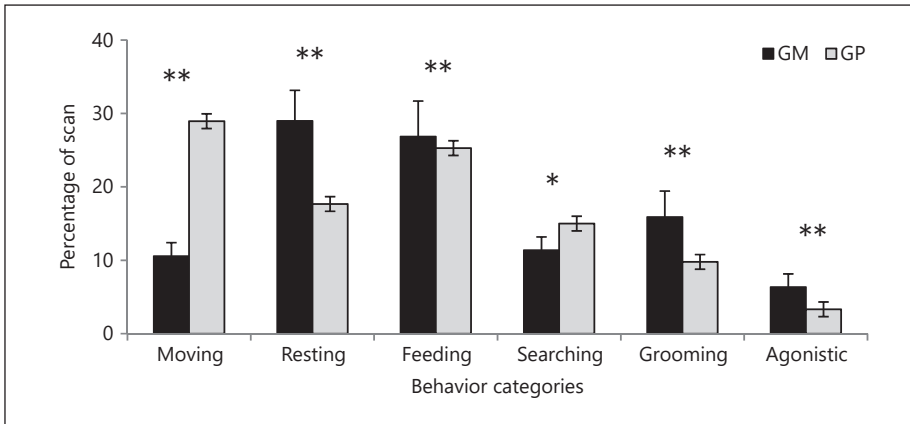 40
30
20
10
0
Percentage of scan
GM GP
**
**
**
*
**
**
Moving Resting Feeding Searching Grooming Agonistic
Behavior categories